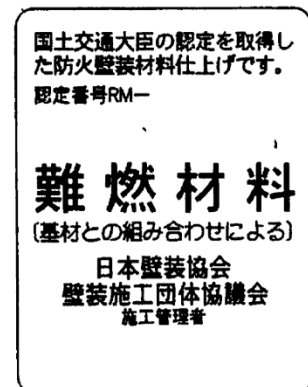 国土交通大臣の認定を取得し
た防火壁装材料仕上げです。
認定番号RM－
難燃材料
(基材との組み合わせによる)
日本壁装協会
壁装施工団体協議会
施工管理者